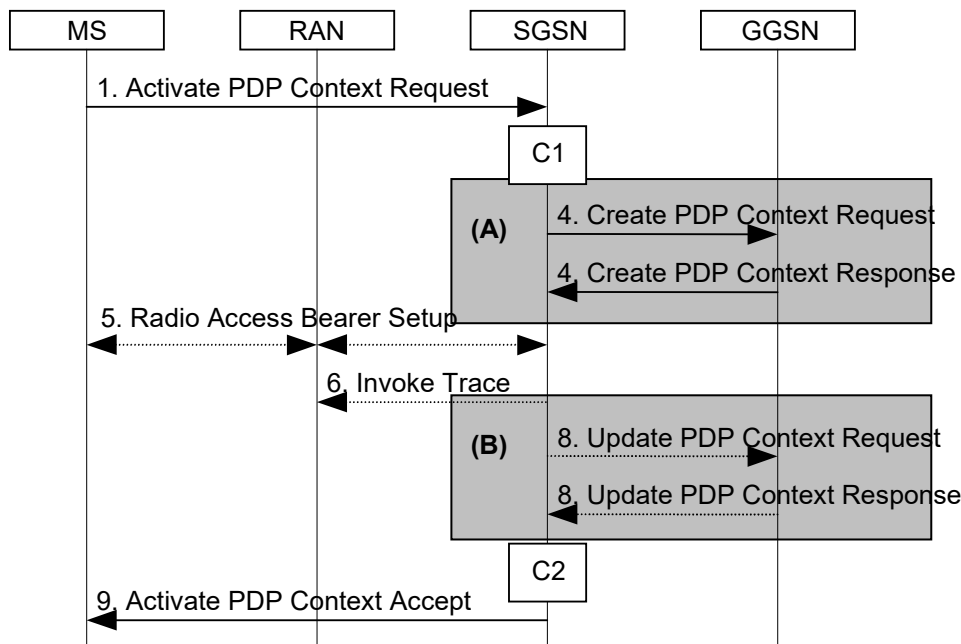 MS
RAN
SGSN
GGSN
1. Activate PDP Context Request
C1
(A)
4. Create PDP Context Request
4. Create PDP Context Response
5. Radio Access Bearer Setup
6. Invoke Trace
(B)
8. Update PDP Context Request
8. Update PDP Context Response
C2
9. Activate PDP Context Accept